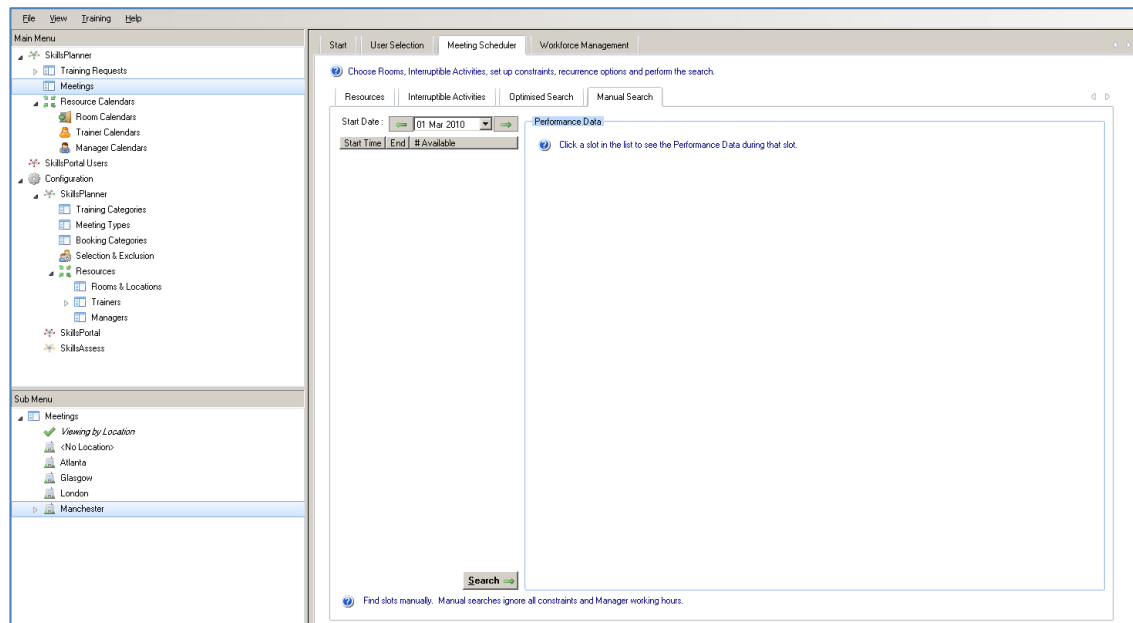 File View Training Help
Main Menu
SkillsPlanner
Training Requests
Meetings
Resource Calendars
Room Calendars
Trainer Calendars
Manager Calendars
SkillsPortal Users
Configuration
SkillsPlanner
Training Categories
Meeting Types
Booking Categories
Selection & Exclusion
Resources
Rooms & Locations
Trainers
Managers
SkillsPortal
SkillsAssess
Sub Menu
Meetings
Viewing by Location
<No Location>
Atlanta
Glasgow
London
Manchester
Start User Selection Meeting Scheduler Workforce Management
Choose Rooms, Interruptible Activities, set up constraints, recurrence options and perform the search.
Resources Interruptible Activities Optimised Search Manual Search
Start Date : 01 Mar 2010
Start Time End # Available
Performance Data
Click a slot in the list to see the Performance Data during that slot.
Search
Find slots manually. Manual searches ignore all constraints and Manager working hours.